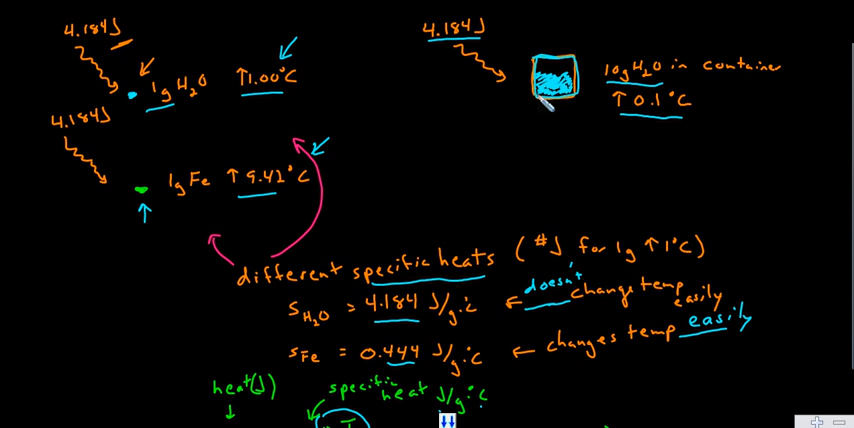 4.184J
1g H₂O ↑1.00°C
4.184J
1g Fe ↑ 9.42°C
4.184J
10g H₂O in container
↑ 0.1°C
different specific heats (#J for 1g ↑ 1°C)
S H₂O = 4.184 J/g·°C ← doesn't change temp easily
S Fe = 0.444 J/g·°C ← changes temp easily
heat(J)
↓
specific heat J/g·°C